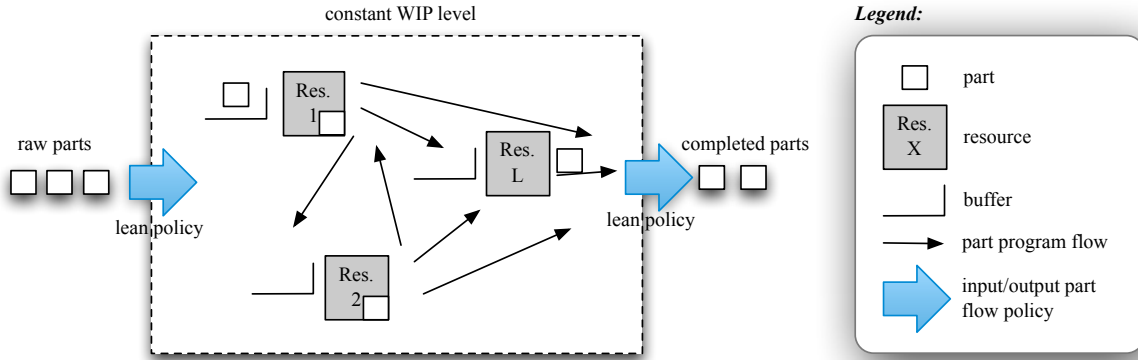 constant WIP level
Legend:
Res.
1
part
raw parts
Res.
L
completed parts
Res.
X
resource
lean policy
lean policy
buffer
Res.
2
part program flow
input/output part
flow policy